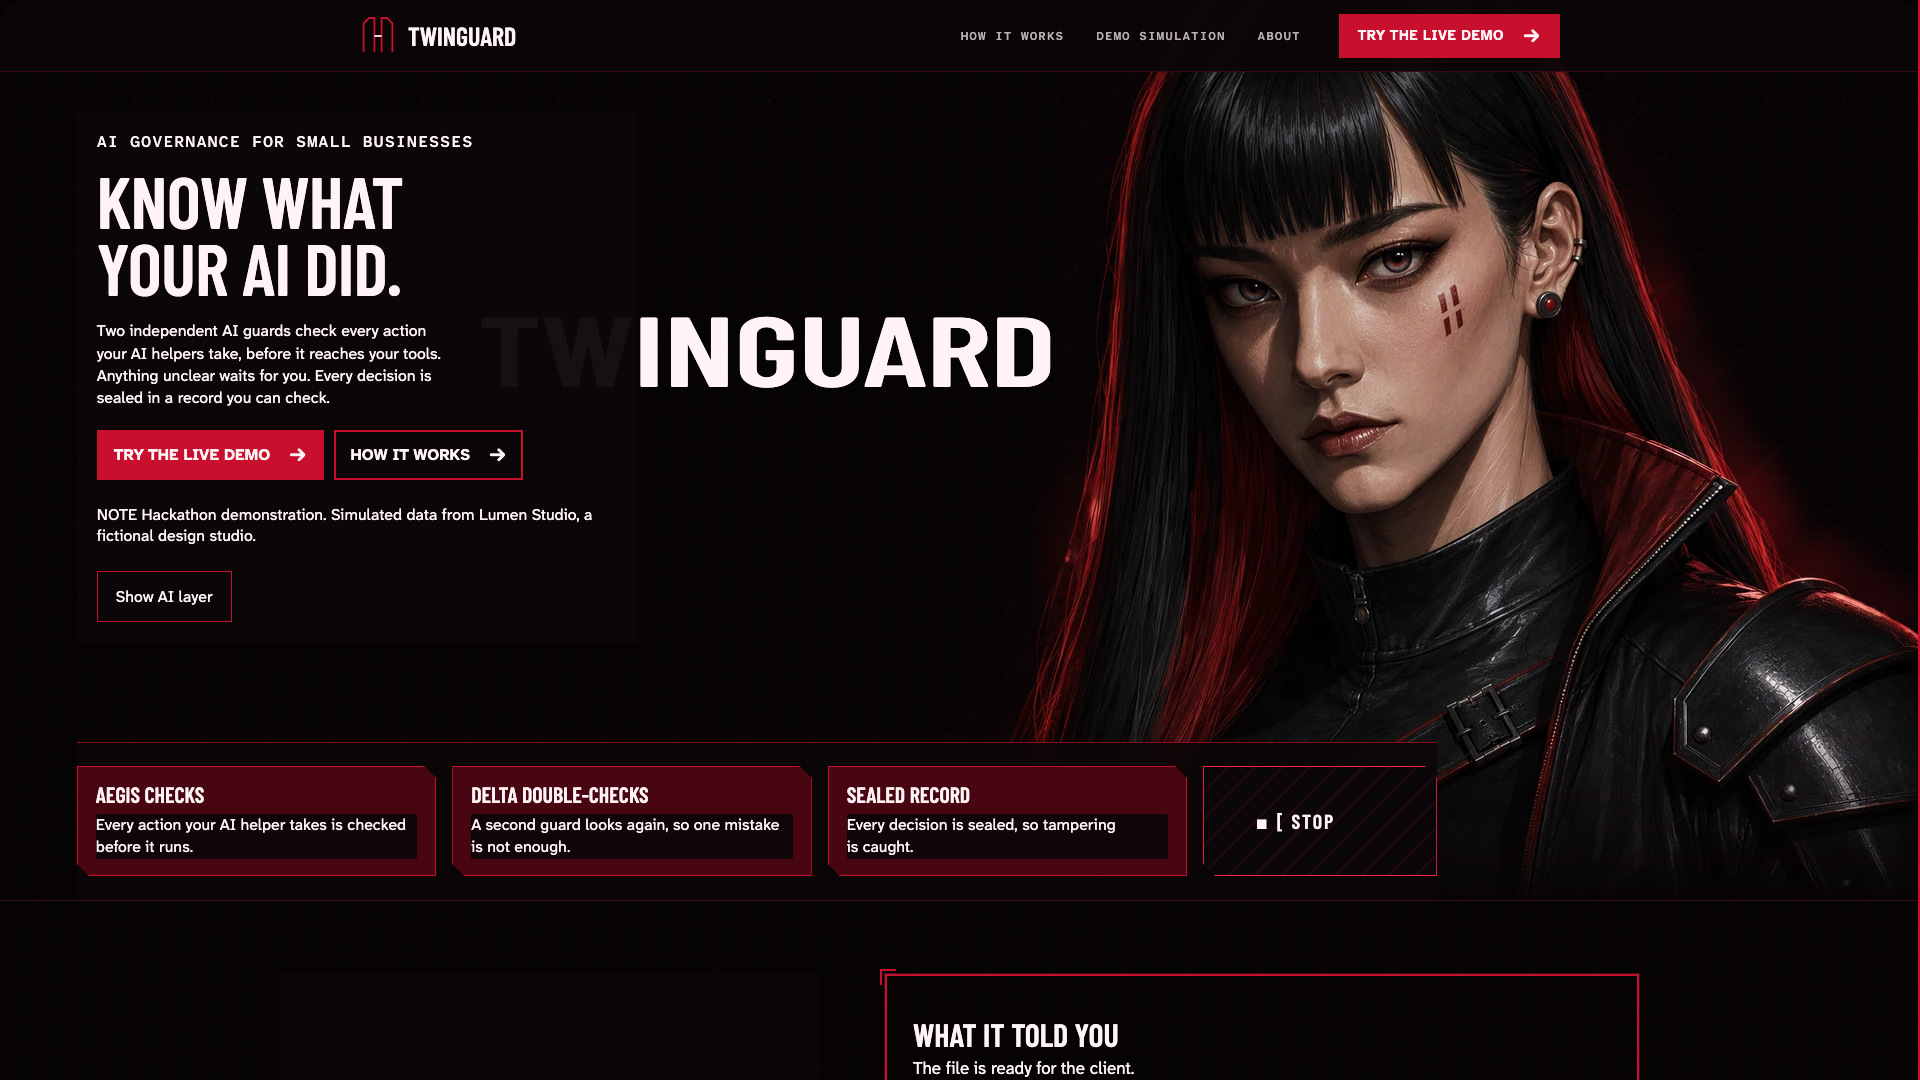 TWINGUARD
HOW IT WORKS
DEMO SIMULATION
ABOUT
TRY THE LIVE DEMO →
AI GOVERNANCE FOR SMALL BUSINESSES
KNOW WHAT
YOUR AI DID.
Two independent AI guards check every action
your AI helpers take, before it reaches your tools.
Anything unclear waits for you. Every decision is
sealed in a record you can check.
TRY THE LIVE DEMO →
HOW IT WORKS →
NOTE Hackathon demonstration. Simulated data from Lumen Studio, a
fictional design studio.
Show AI layer
TWINGUARD
AEGIS CHECKS
Every action your AI helper takes is checked
before it runs.
DELTA DOUBLE-CHECKS
A second guard looks again, so one mistake
is not enough.
SEALED RECORD
Every decision is sealed, so tampering
is caught.
■ [ STOP
WHAT IT TOLD YOU
The file is ready for the client.